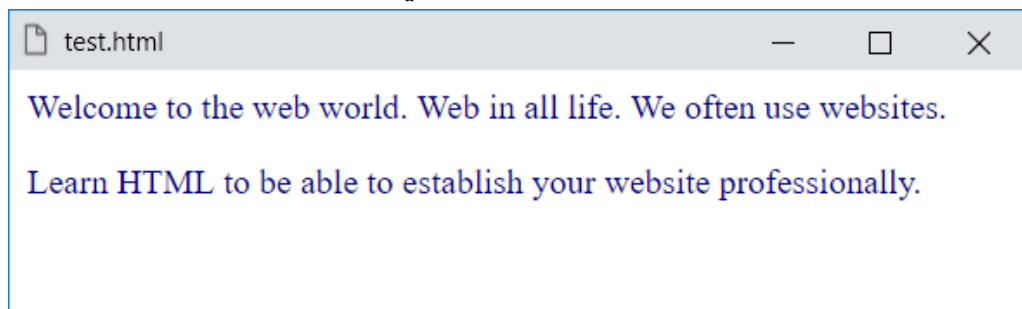 test.html
Welcome to the web world. Web in all life. We often use websites.
Learn HTML to be able to establish your website professionally.